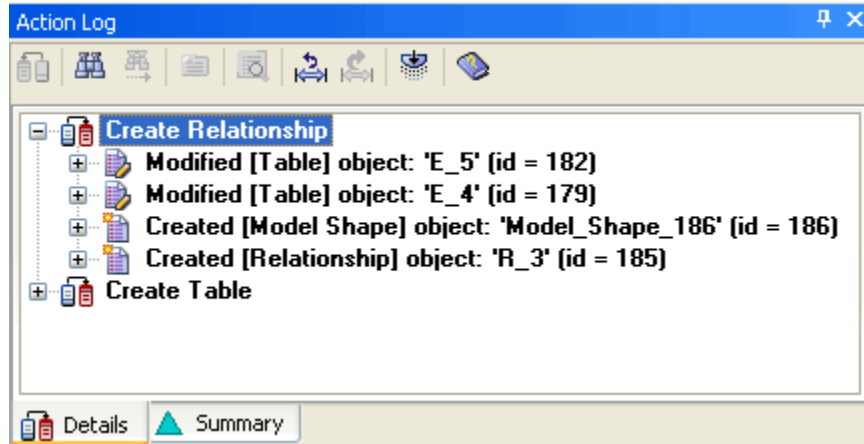 Action Log
Create Relationship
Modified [Table] object: 'E_5' (id = 182)
Modified [Table] object: 'E_4' (id = 179)
Created [Model Shape] object: 'Model_Shape_186' (id = 186)
Created [Relationship] object: 'R_3' (id = 185)
Create Table
Details Summary